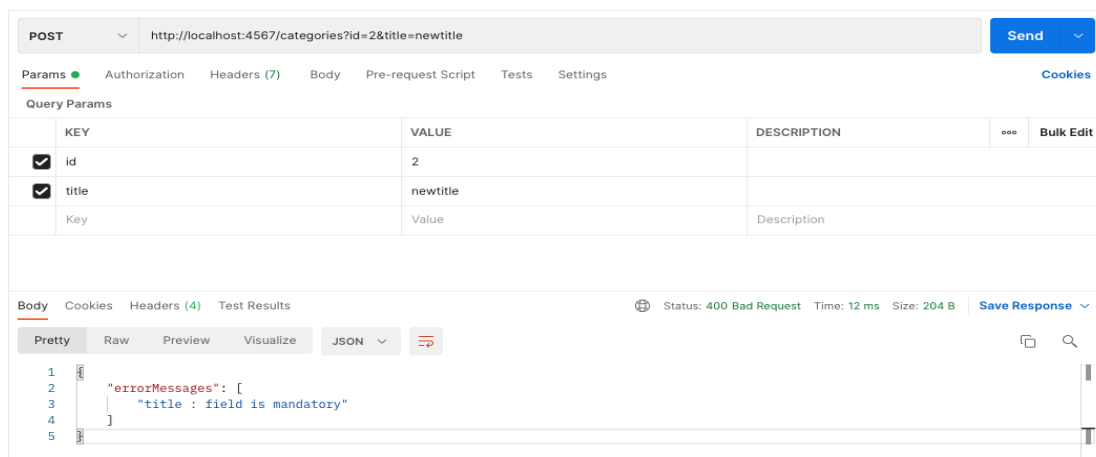 POST http://localhost:4567/categories?id=2&title=newtitle Send
Params Authorization Headers (7) Body Pre-request Script Tests Settings Cookies
Query Params
KEY VALUE DESCRIPTION ooo Bulk Edit
id 2
title newtitle
Key Value Description
Body Cookies Headers (4) Test Results Status: 400 Bad Request Time: 12 ms Size: 204 B Save Response
Pretty Raw Preview Visualize JSON
1 {
2 "errorMessages": [
3 "title : field is mandatory"
4 ]
5 }